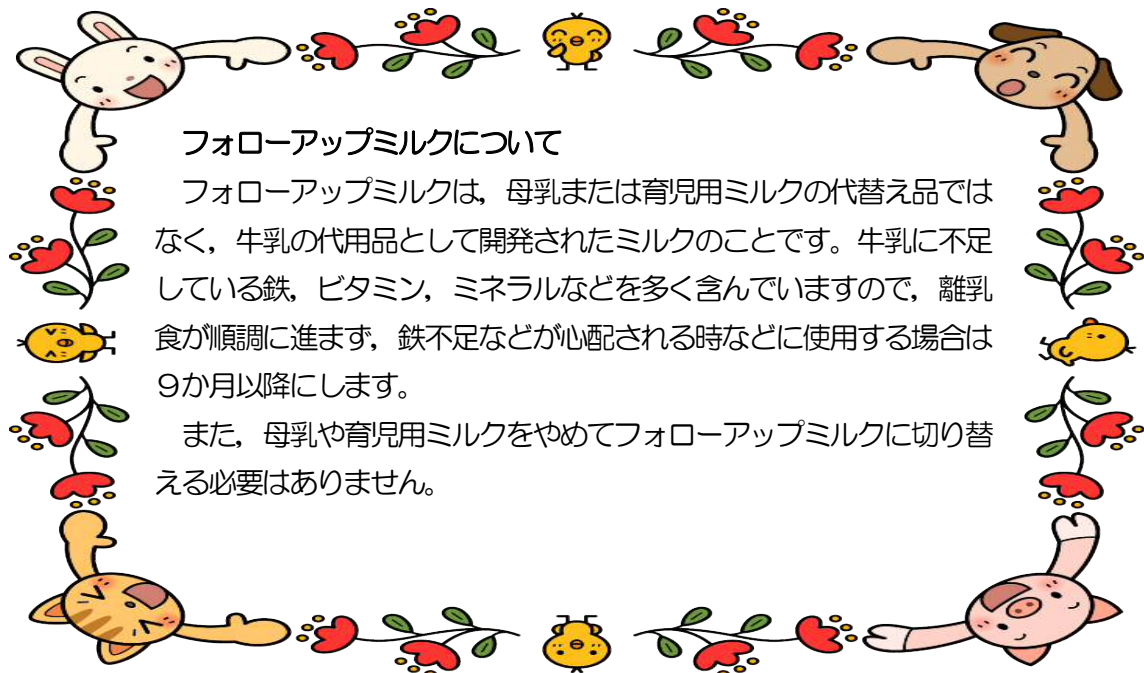 フォローアップミルクについて
フォローアップミルクは，母乳または育児用ミルクの代替え品では
なく，牛乳の代用品として開発されたミルクのことです。牛乳に不足
している鉄，ビタミン，ミネラルなどを多く含んでいますので，離乳
食が順調に進まず，鉄不足などが心配される時などに使用する場合は
９か月以降にします。
また，母乳や育児用ミルクをやめてフォローアップミルクに切り替
える必要はありません。